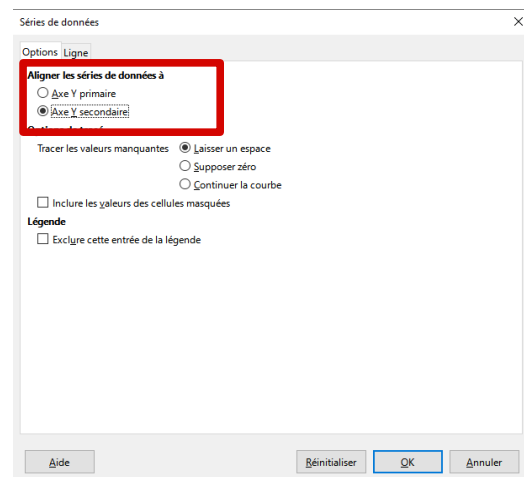 Séries de données
Options Ligne
Aligner les séries de données à
Axe Y primaire
Axe Y secondaire
Tracer les valeurs manquantes Laisser un espace
Supposer zéro
Continuer la courbe
Inclure les valeurs des cellules masquées
Légende
Exclure cette entrée de la légende
Aide Réinitialiser OK Annuler